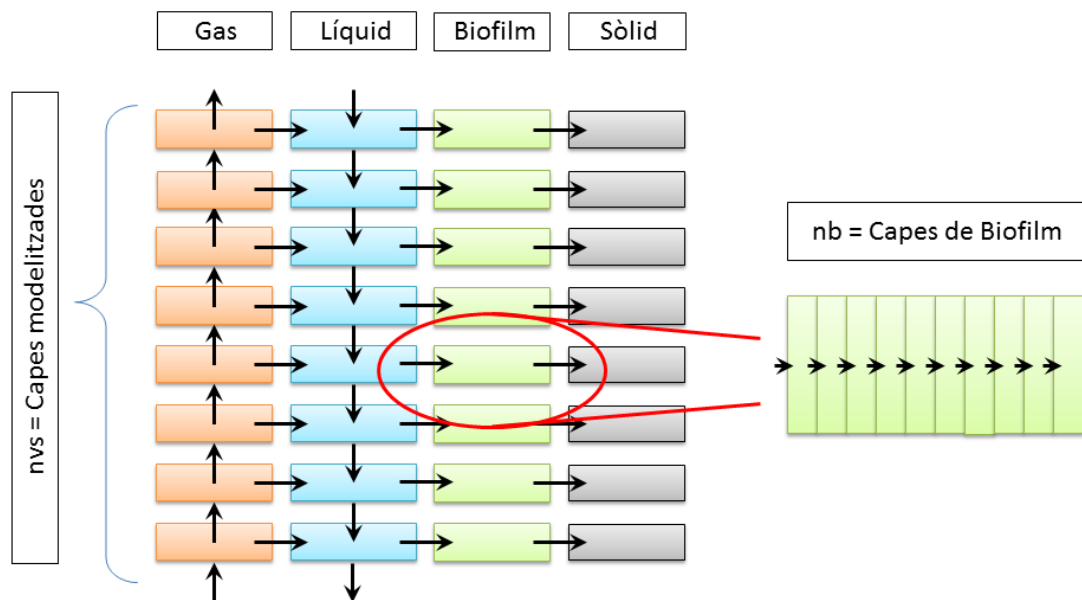 Gas
Líquid
Biofilm
Sòlid
nvs = Capes modelitzades
nb = Capes de Biofilm